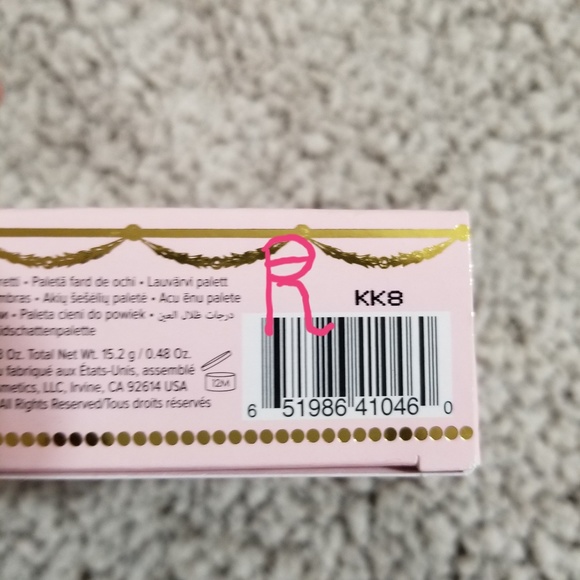 R
KK8
retti • Paletă fard de ochi • Lauvärvi palett
mbras • Akių šešėlių paletė • Acu ēnu palete
и • Paleta cieni do powiek • درجات ظلال العين
idschattenpalette
8 Oz. Total Net Wt. 15.2 g / 0.48 Oz.
u fabriqué aux États-Unis, assemblé
smetics, LLC, Irvine, CA 92614 USA
All Rights Reserved/Tous droits réservés
12M
6 51986 41046 0